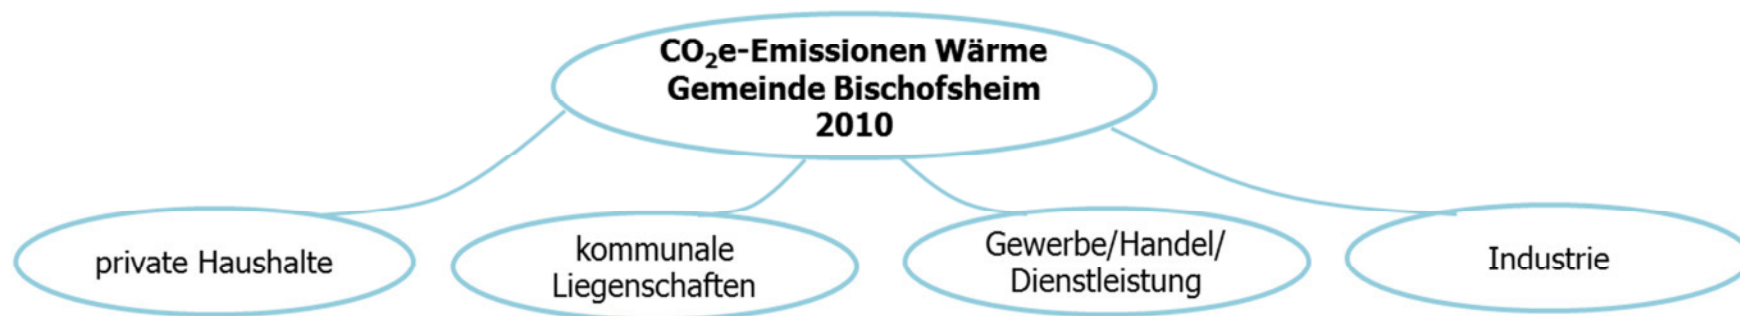 CO₂e-Emissionen Wärme
Gemeinde Bischofsheim
2010
private Haushalte
kommunale
Liegenschaften
Gewerbe/Handel/
Dienstleistung
Industrie